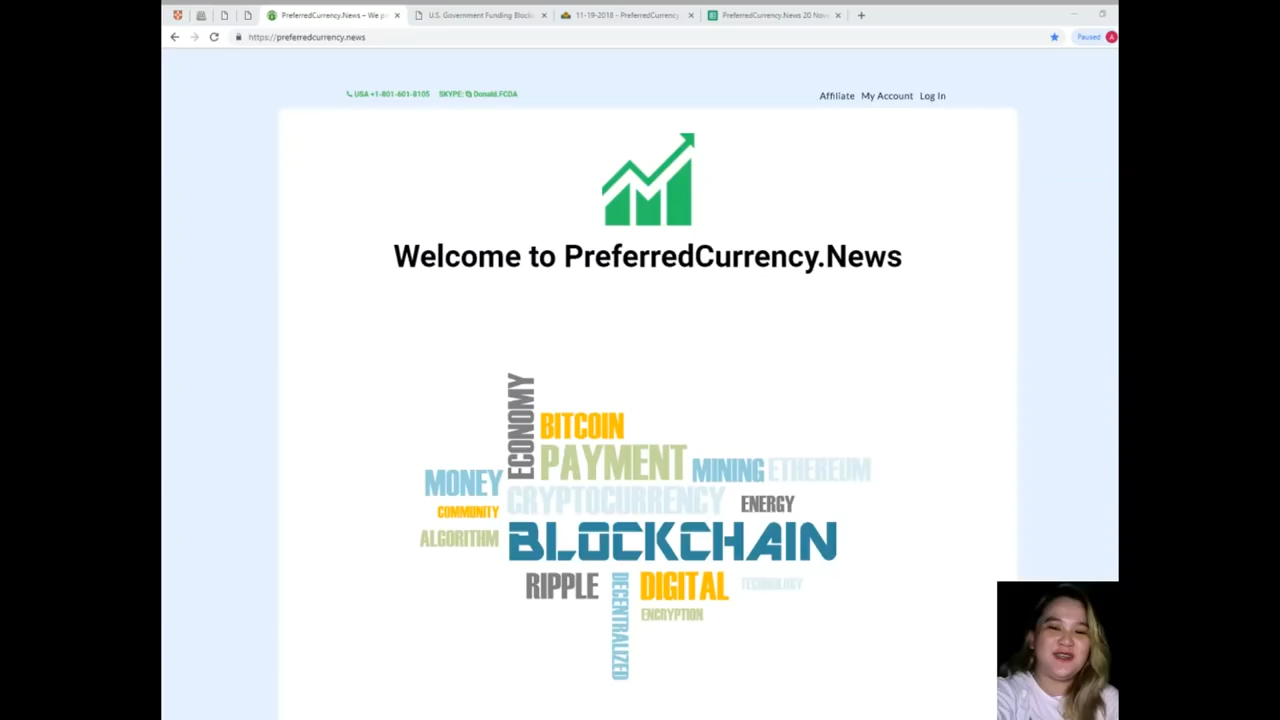 PreferredCurrency.News – We pr
U.S. Government Funding Block
11-19-2018 - PreferredCurrency
PreferredCurrency.News 20 Nov
https://preferredcurrency.news
Paused
A
USA +1-801-601-8105
SKYPE: Donald.FCDA
Affiliate
My Account
Log In
Welcome to PreferredCurrency.News
ECONOMY
BITCOIN
PAYMENT
MONEY
MINING
ETHEREUM
CRYPTOCURRENCY
ENERGY
COMMUNITY
ALGORITHM
BLOCKCHAIN
RIPPLE
DECENTRALIZED
DIGITAL
TECHNOLOGY
ENCRYPTION